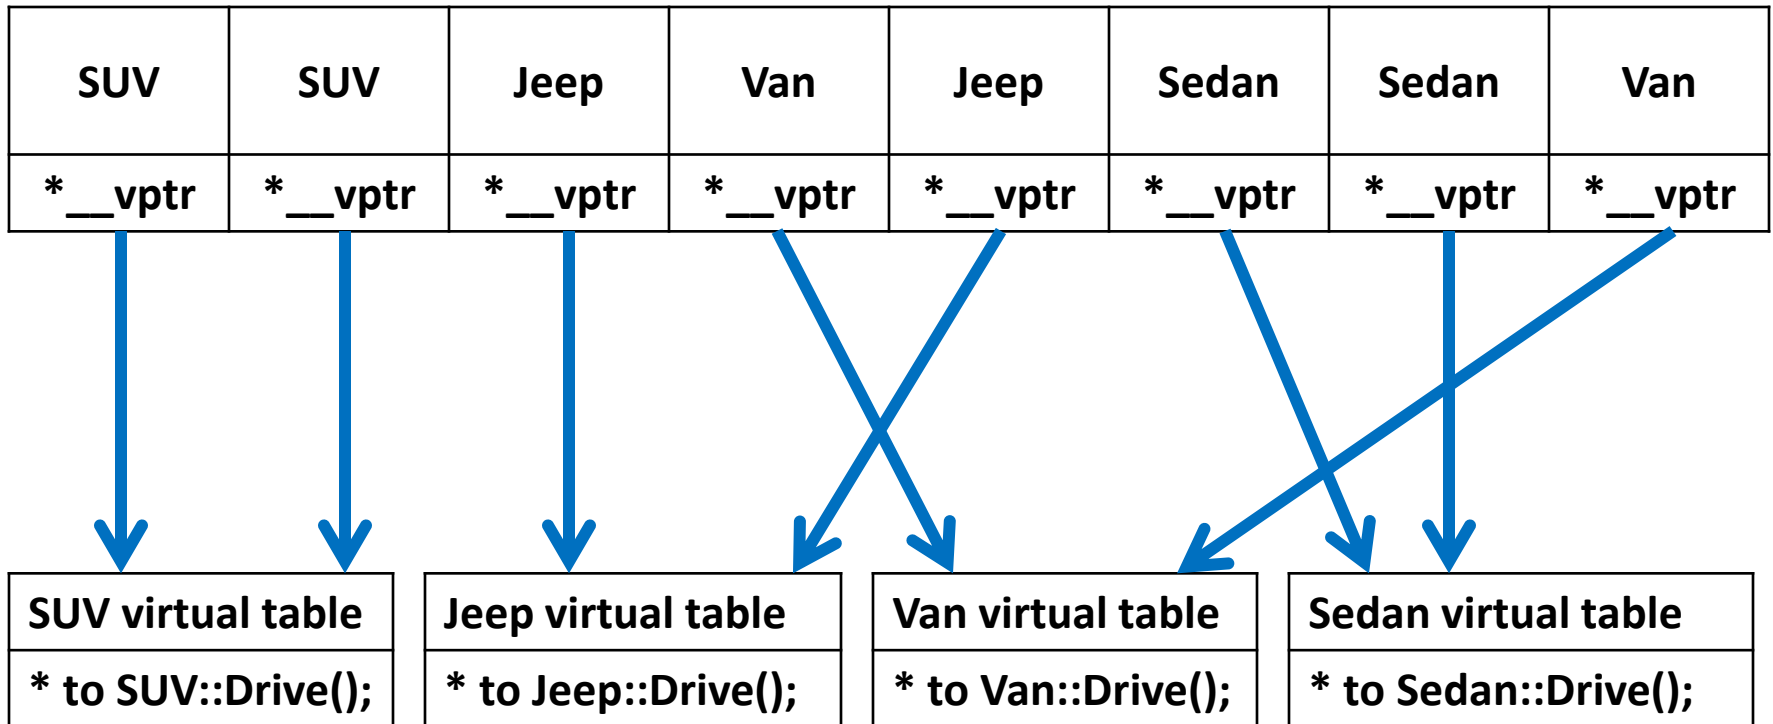 SUV SUV Jeep Van Jeep Sedan Sedan Van
*__vptr *__vptr *__vptr *__vptr *__vptr *__vptr *__vptr *__vptr
SUV virtual table Jeep virtual table Van virtual table Sedan virtual table
* to SUV::Drive(); * to Jeep::Drive(); * to Van::Drive(); * to Sedan::Drive();